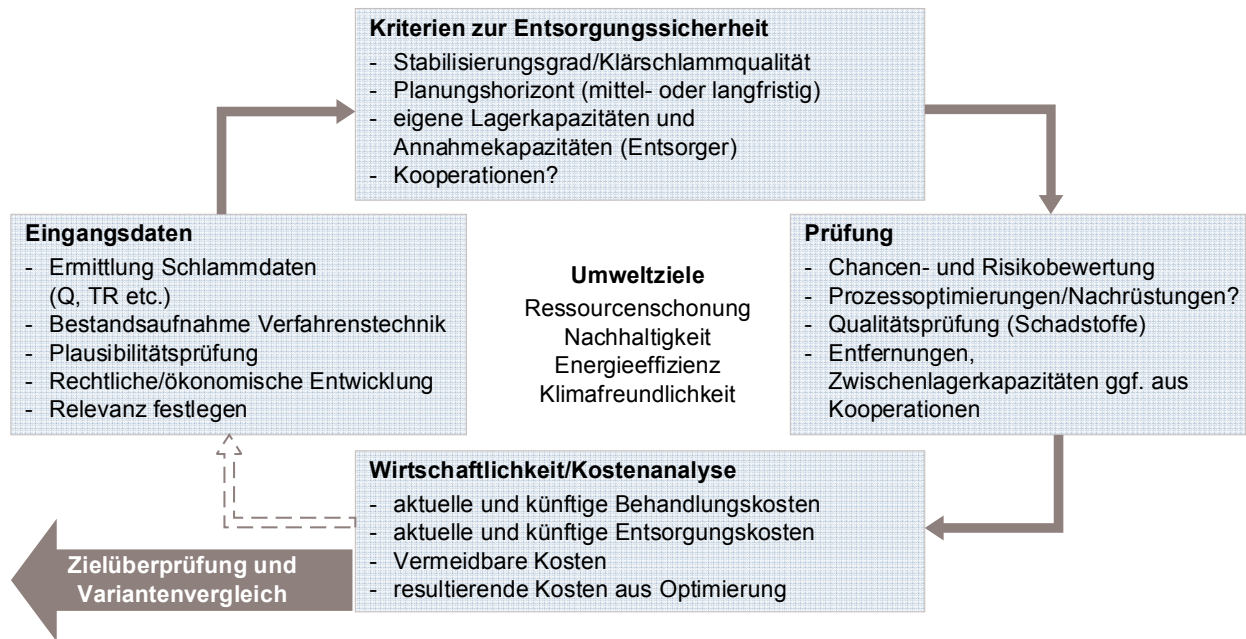 Kriterien zur Entsorgungssicherheit
- Stabilisierungsgrad/Klärschlammqualität
- Planungshorizont (mittel- oder langfristig)
- eigene Lagerkapazitäten und
Annahmekapazitäten (Entsorger)
- Kooperationen?
Eingangsdaten
- Ermittlung Schlammdaten
(Q, TR etc.)
- Bestandsaufnahme Verfahrenstechnik
- Plausibilitätsprüfung
- Rechtliche/ökonomische Entwicklung
- Relevanz festlegen
Umweltziele
Ressourcenschonung
Nachhaltigkeit
Energieeffizienz
Klimafreundlichkeit
Prüfung
- Chancen- und Risikobewertung
- Prozessoptimierungen/Nachrüstungen?
- Qualitätsprüfung (Schadstoffe)
- Entfernungen,
Zwischenlagerkapazitäten ggf. aus
Kooperationen
Wirtschaftlichkeit/Kostenanalyse
- aktuelle und künftige Behandlungskosten
- aktuelle und künftige Entsorgungskosten
- Vermeidbare Kosten
- resultierende Kosten aus Optimierung
Zielüberprüfung und
Variantenvergleich